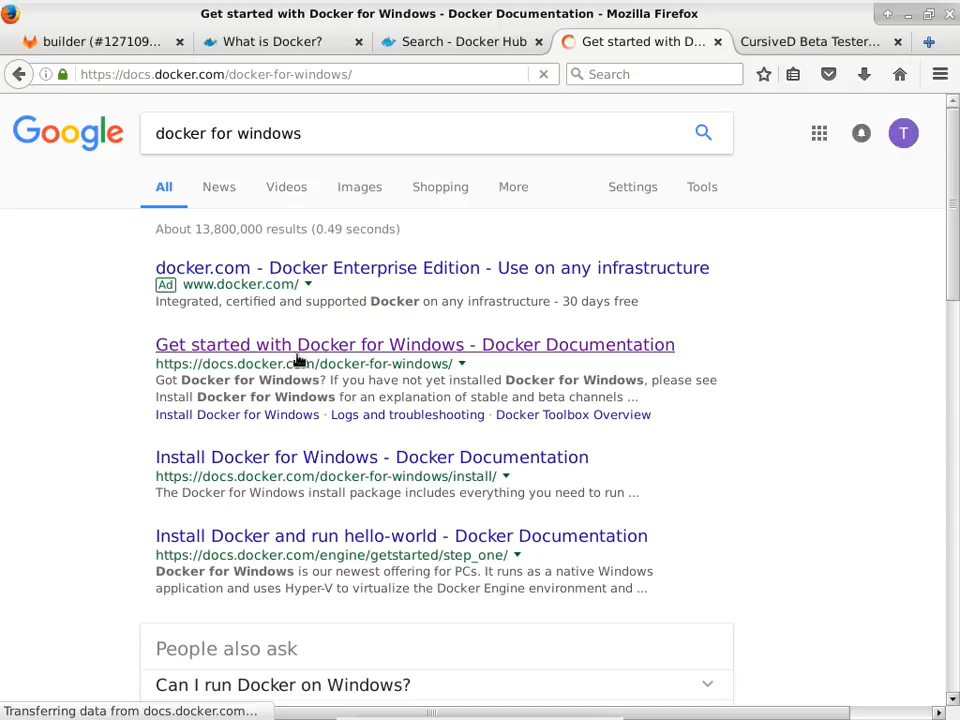 Get started with Docker for Windows - Docker Documentation - Mozilla Firefox
builder (#127109...
What is Docker?
Search - Docker Hub
Get started with D...
CursiveD Beta Tester...
https://docs.docker.com/docker-for-windows/
Search
Google
docker for windows
T
All
News
Videos
Images
Shopping
More
Settings
Tools
About 13,800,000 results (0.49 seconds)
docker.com - Docker Enterprise Edition - Use on any infrastructure
Ad www.docker.com/
Integrated, certified and supported Docker on any infrastructure - 30 days free
Get started with Docker for Windows - Docker Documentation
https://docs.docker.com/docker-for-windows/
Got Docker for Windows? If you have not yet installed Docker for Windows, please see
Install Docker for Windows for an explanation of stable and beta channels ...
Install Docker for Windows · Logs and troubleshooting · Docker Toolbox Overview
Install Docker for Windows - Docker Documentation
https://docs.docker.com/docker-for-windows/install/
The Docker for Windows install package includes everything you need to run ...
Install Docker and run hello-world - Docker Documentation
https://docs.docker.com/engine/getstarted/step_one/
Docker for Windows is our newest offering for PCs. It runs as a native Windows
application and uses Hyper-V to virtualize the Docker Engine environment and ...
People also ask
Can I run Docker on Windows?
Transferring data from docs.docker.com...